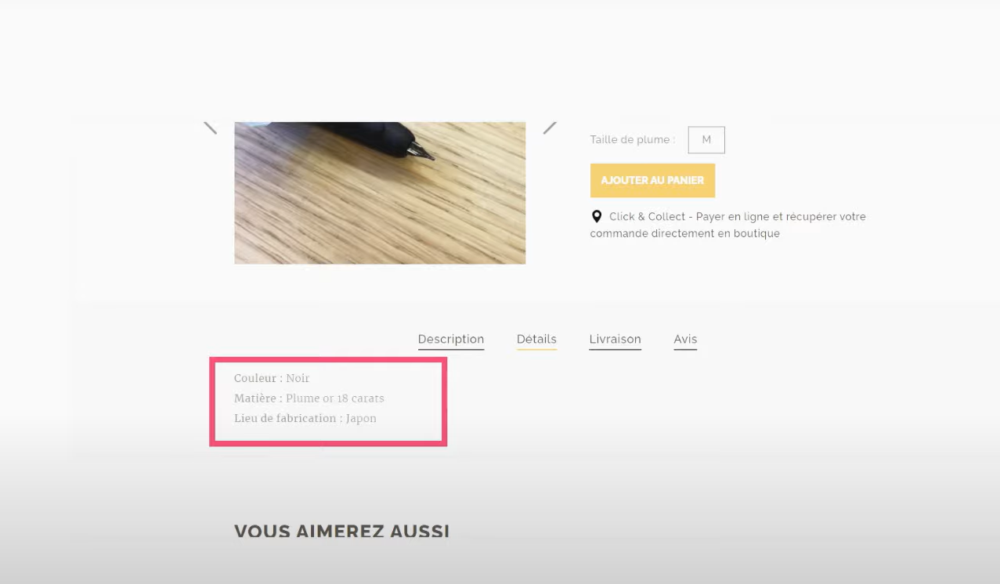 Taille de plume :
M
AJOUTER AU PANIER
Click & Collect - Payer en ligne et récupérer votre
commande directement en boutique
Description
Détails
Livraison
Avis
Couleur : Noir
Matière : Plume or 18 carats
Lieu de fabrication : Japon
VOUS AIMEREZ AUSSI